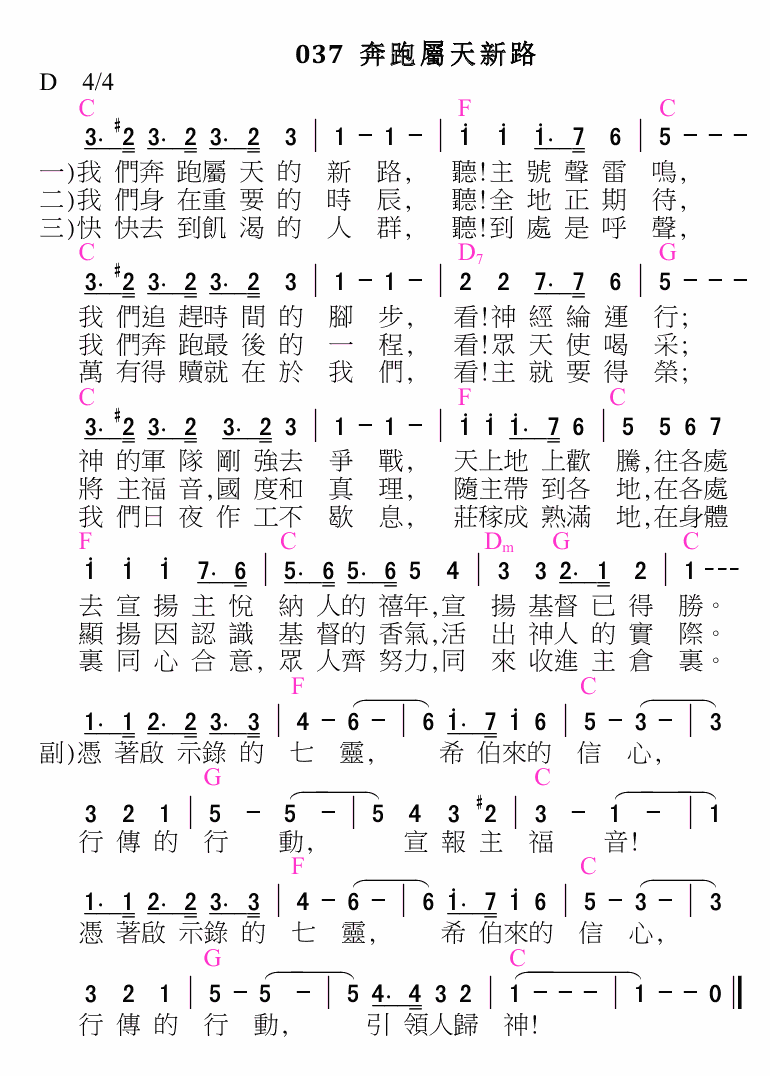 037 奔跑屬天新路
D 4/4
C F C
3. #2 3. 2 3. 2 3 | 1 - 1 - | i i i. 7 6 | 5 - - -
一)我 們奔 跑屬 天 的 新 路, 聽!主 號 聲 雷 鳴,
二)我 們身 在重 要 的 時 辰, 聽!全 地 正 期 待,
三)快 快去 到飢 渴 的 人 群, 聽!到 處 是 呼 聲,
C D7 G
3. #2 3. 2 3. 2 3 | 1 - 1 - | 2 2 7. 7 6 | 5 - - -
我 們追 趕時 間 的 腳 步, 看!神 經 綸 運 行;
我 們奔 跑最 後 的 一 程, 看!眾 天 使 喝 采;
萬 有得 贖就 在 於 我 們, 看!主 就 要 得 榮;
C F C
3. #2 3. 2 3. 2 3 | 1 - 1 - | i i i. 7 6 | 5 5 6 7
神 的軍 隊 剛 強去 爭 戰, 天上地 上歡 騰,往各處
將 主福 音,國 度和 真 理, 隨主帶 到各 地,在各處
我 們日 夜 作 工不 歇 息, 莊稼成 熟滿 地,在身體
F C Dm G C
i i i 7. 6 | 5. 6 5. 6 5 4 | 3 3 2. 1 2 | 1 - - -
去 宣 揚 主 悅 納 人的 禧年,宣 揚 基督 已 得 勝。
顯 揚 因 認 識 基 督的 香氣,活 出 神人 的 實 際。
裏 同 心 合 意, 眾 人齊 努力,同 來 收進 主 倉 裏。
F C
1. 1 2. 2 3. 3 | 4 - 6 - | 6 i. 7 i 6 | 5 - 3 - | 3
副)憑 著啟 示錄 的 七 靈, 希 伯來的 信 心,
G C
3 2 1 | 5 - 5 - | 5 4 3 #2 | 3 - 1 - | 1
行 傳 的 行 動, 宣 報 主 福 音!
F C
1. 1 2. 2 3. 3 | 4 - 6 - | 6 i. 7 i 6 | 5 - 3 - | 3
憑 著啟 示錄 的 七 靈, 希 伯來的 信 心,
G C
3 2 1 | 5 - 5 - | 5 4. 4 3 2 | 1 - - - | 1 - - 0 ‖
行 傳 的 行 動, 引 領人歸 神!